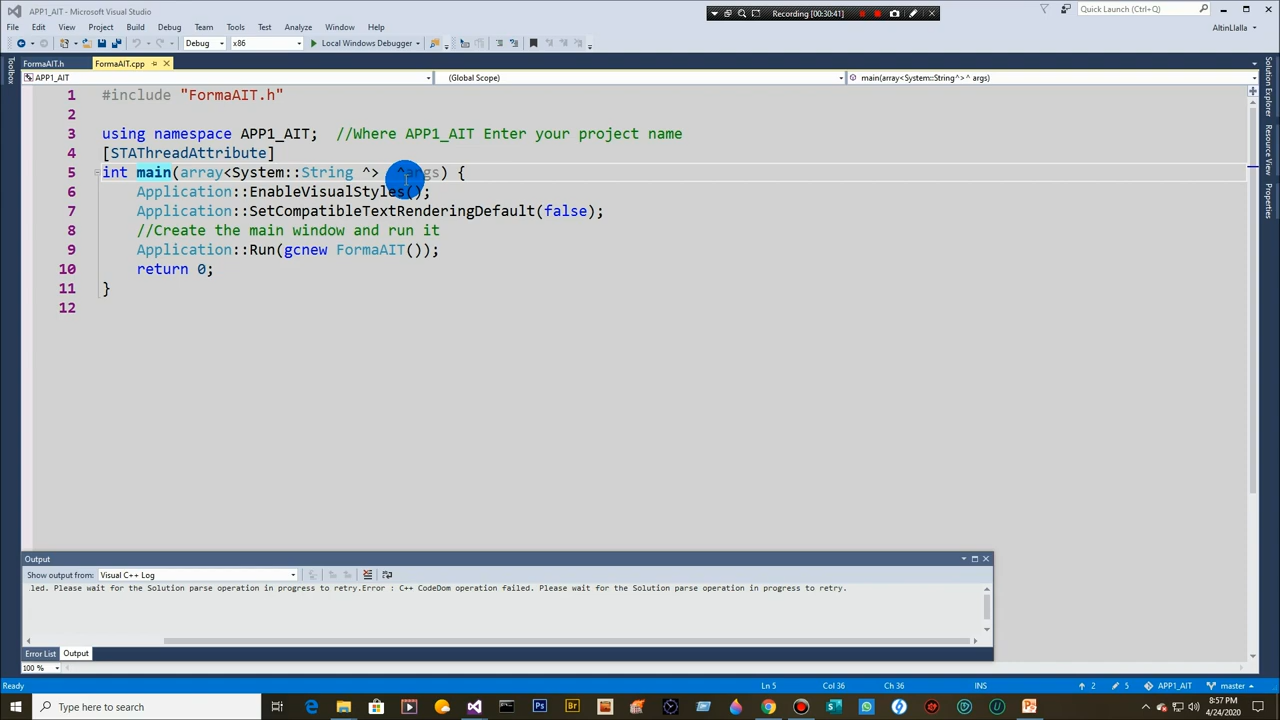 APP1_AIT - Microsoft Visual Studio
Recording [00:30:41]
Quick Launch (Ctrl+Q)
File Edit View Project Build Debug Team Tools Test Analyze Window Help
AltinLlalla
Debug x86 Local Windows Debugger
Toolbox
FormaAIT.h FormaAIT.cpp
APP1_AIT (Global Scope) main(array<System::String^>^ args)
1 #include "FormaAIT.h"
2
3 using namespace APP1_AIT; //Where APP1_AIT Enter your project name
4 [STAThreadAttribute]
5 int main(array<System::String ^> ^args) {
6 Application::EnableVisualStyles();
7 Application::SetCompatibleTextRenderingDefault(false);
8 //Create the main window and run it
9 Application::Run(gcnew FormaAIT());
10 return 0;
11 }
12
Solution Explorer
Resource View
Properties
Output
Show output from: Visual C++ Log
led. Please wait for the Solution parse operation in progress to retry.Error : C++ CodeDom operation failed. Please wait for the Solution parse operation in progress to retry.
Error List Output
100 %
Ready Ln 5 Col 36 Ch 36 INS 2 5 APP1_AIT master
Type here to search
8:57 PM
4/24/2020